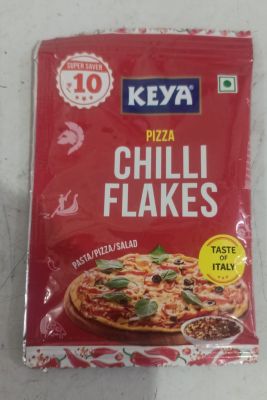 SUPER SAVER
₹10
KEYA®
PIZZA
CHILLI
FLAKES
PASTA/PIZZA/SALAD
TASTE
OF
ITALY